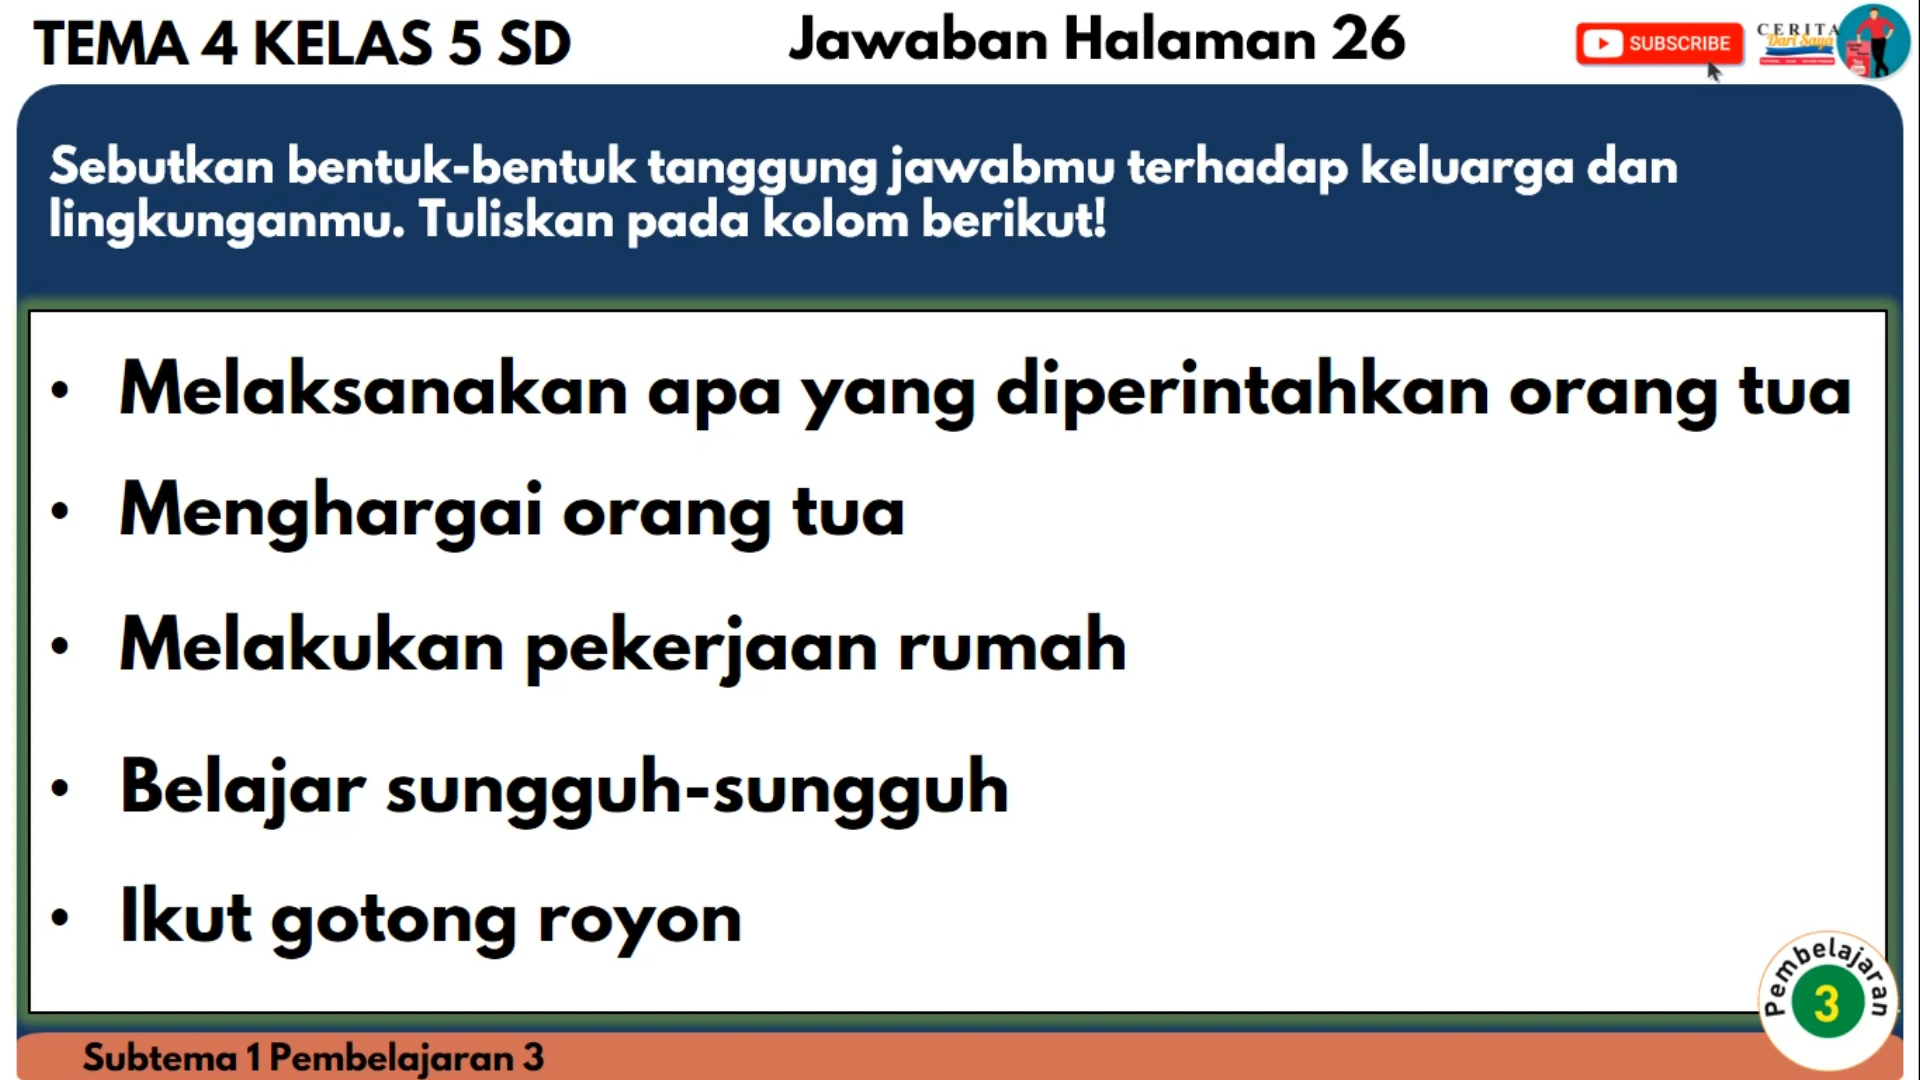 TEMA 4 KELAS 5 SD
Jawaban Halaman 26
SUBSCRIBE
CERITA
Dari Saya
Sebutkan bentuk-bentuk tanggung jawabmu terhadap keluarga dan
lingkunganmu. Tuliskan pada kolom berikut!
• Melaksanakan apa yang diperintahkan orang tua
• Menghargai orang tua
• Melakukan pekerjaan rumah
• Belajar sungguh-sungguh
• Ikut gotong royon
Pembelajaran
3
Subtema 1 Pembelajaran 3